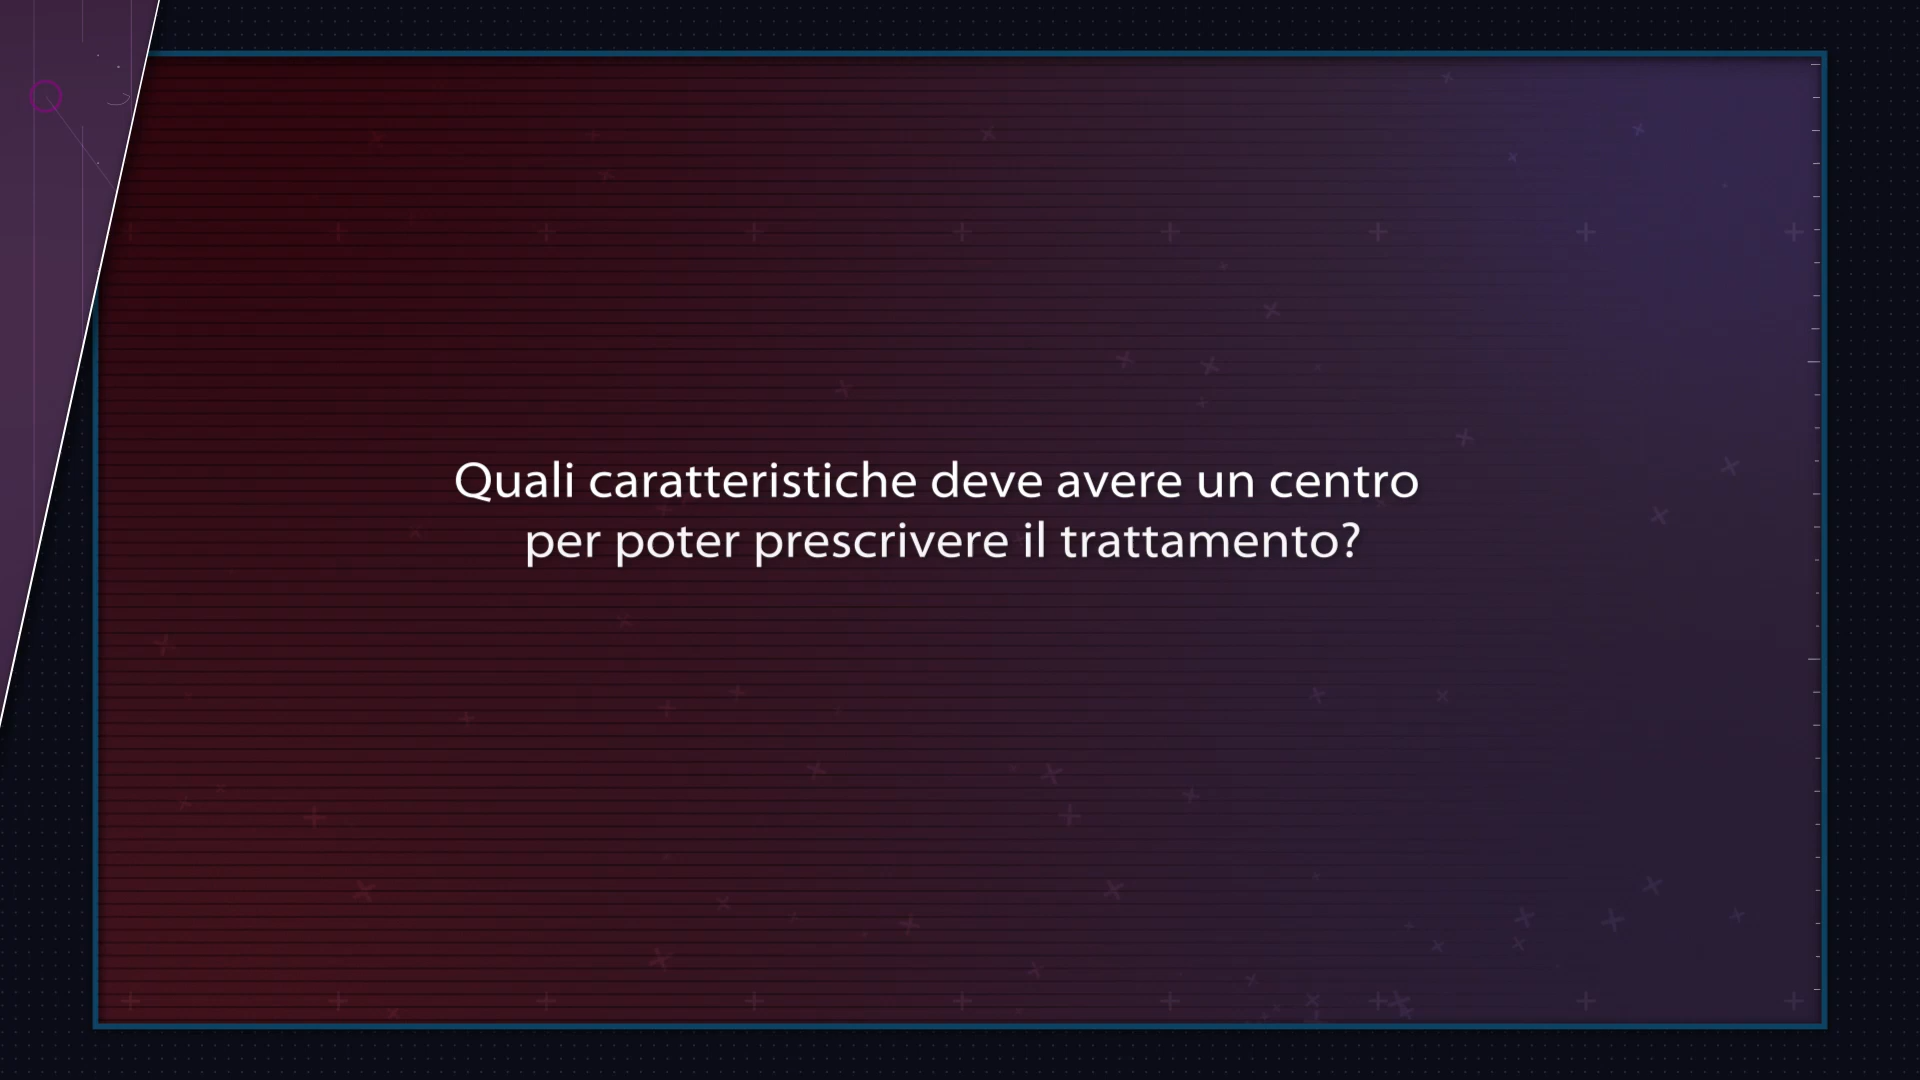 Quali caratteristiche deve avere un centro
per poter prescrivere il trattamento?